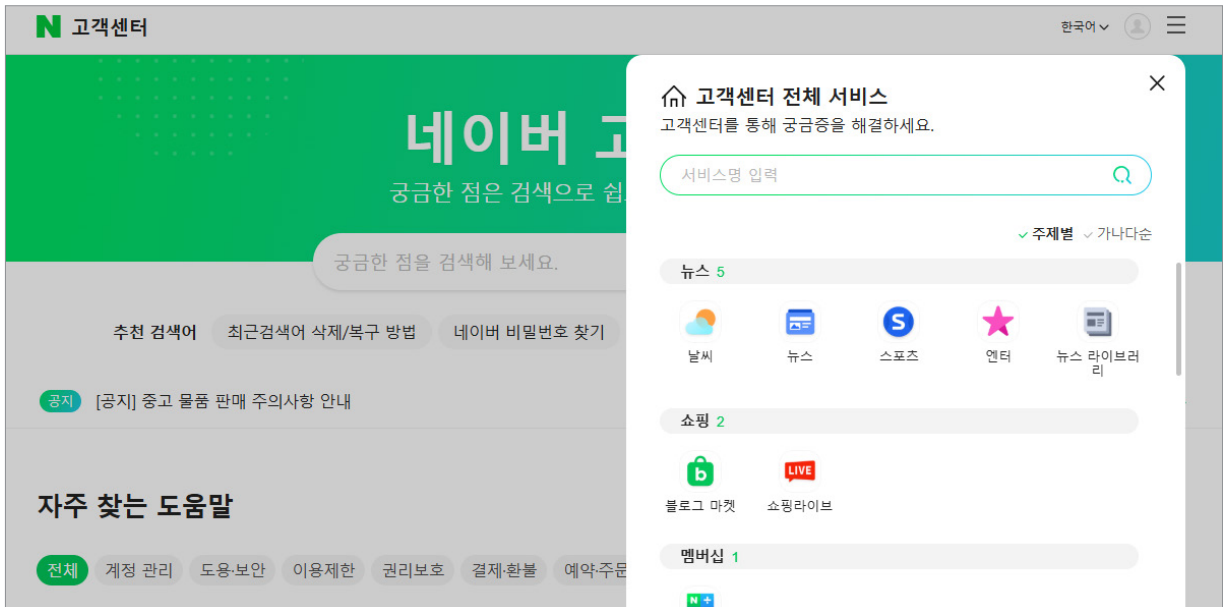 N 고객센터
한국어
네이버 고
궁금한 점은 검색으로 쉽
궁금한 점을 검색해 보세요.
추천 검색어 최근검색어 삭제/복구 방법 네이버 비밀번호 찾기
공지 [공지] 중고 물품 판매 주의사항 안내
자주 찾는 도움말
전체 계정 관리 도용·보안 이용제한 권리보호 결제·환불 예약·주문
고객센터 전체 서비스
고객센터를 통해 궁금증을 해결하세요.
서비스명 입력
주제별 가나다순
뉴스 5
날씨 뉴스 스포츠 엔터 뉴스 라이브러
리
쇼핑 2
LIVE
블로그 마켓 쇼핑라이브
멤버십 1
N +